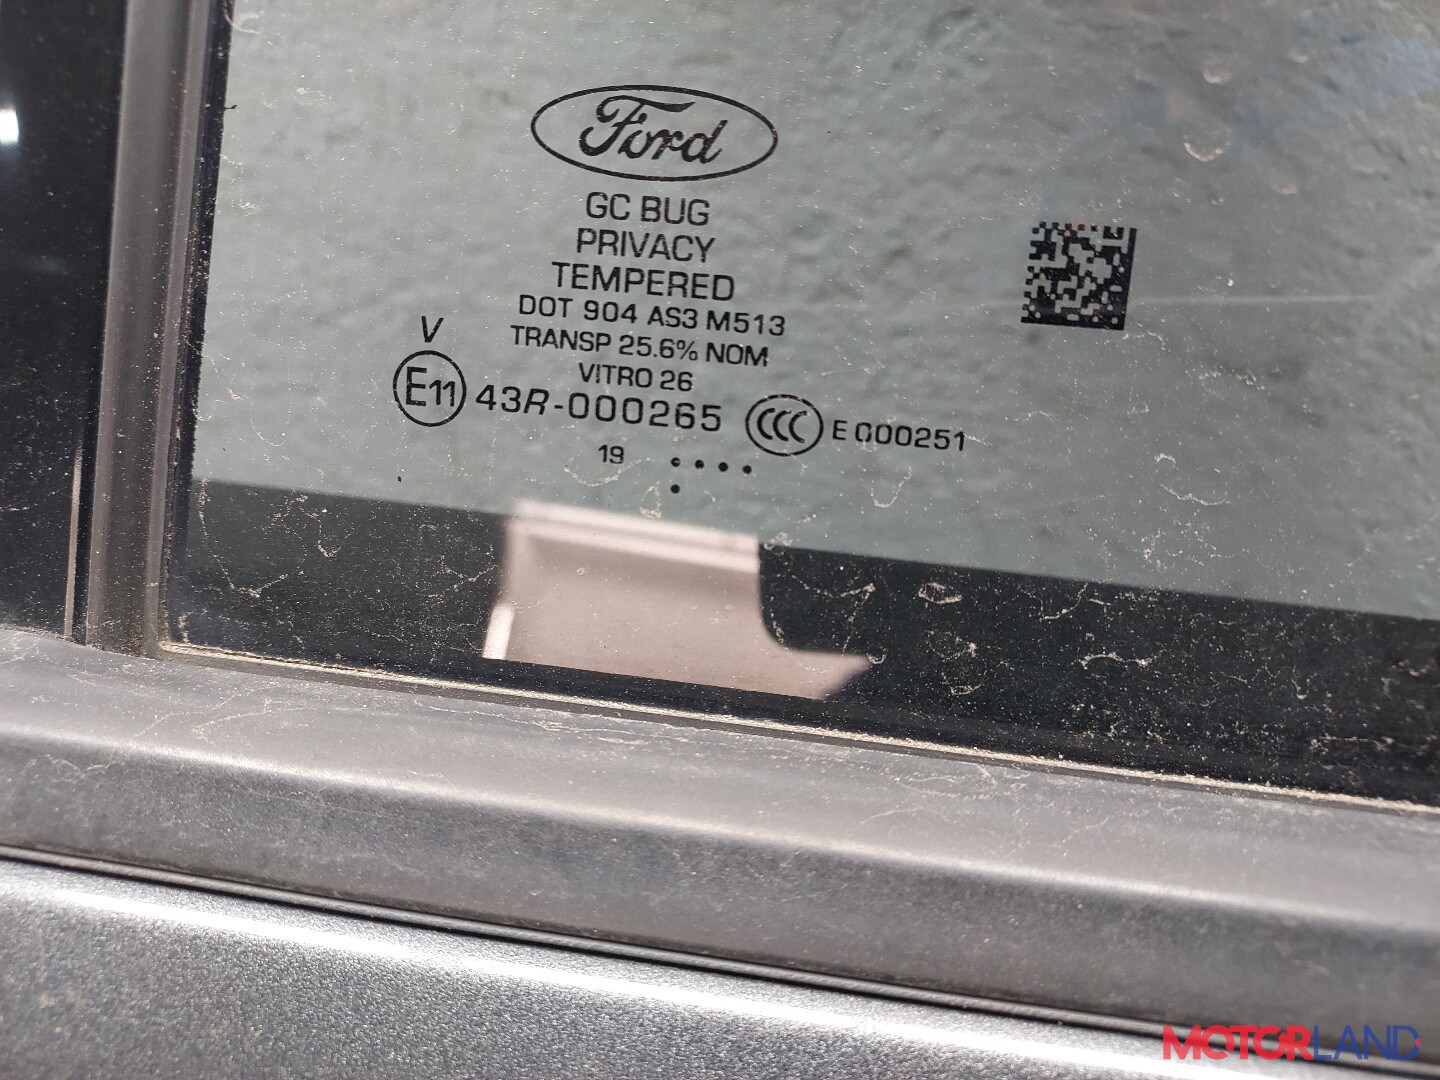 Ford
GC BUG
PRIVACY
TEMPERED
DOT 904 AS3 M513
TRANSP 25.6% NOM
VITRO 26
V
E11 43R-000265 CCC E 000251
19
MOTORLAND